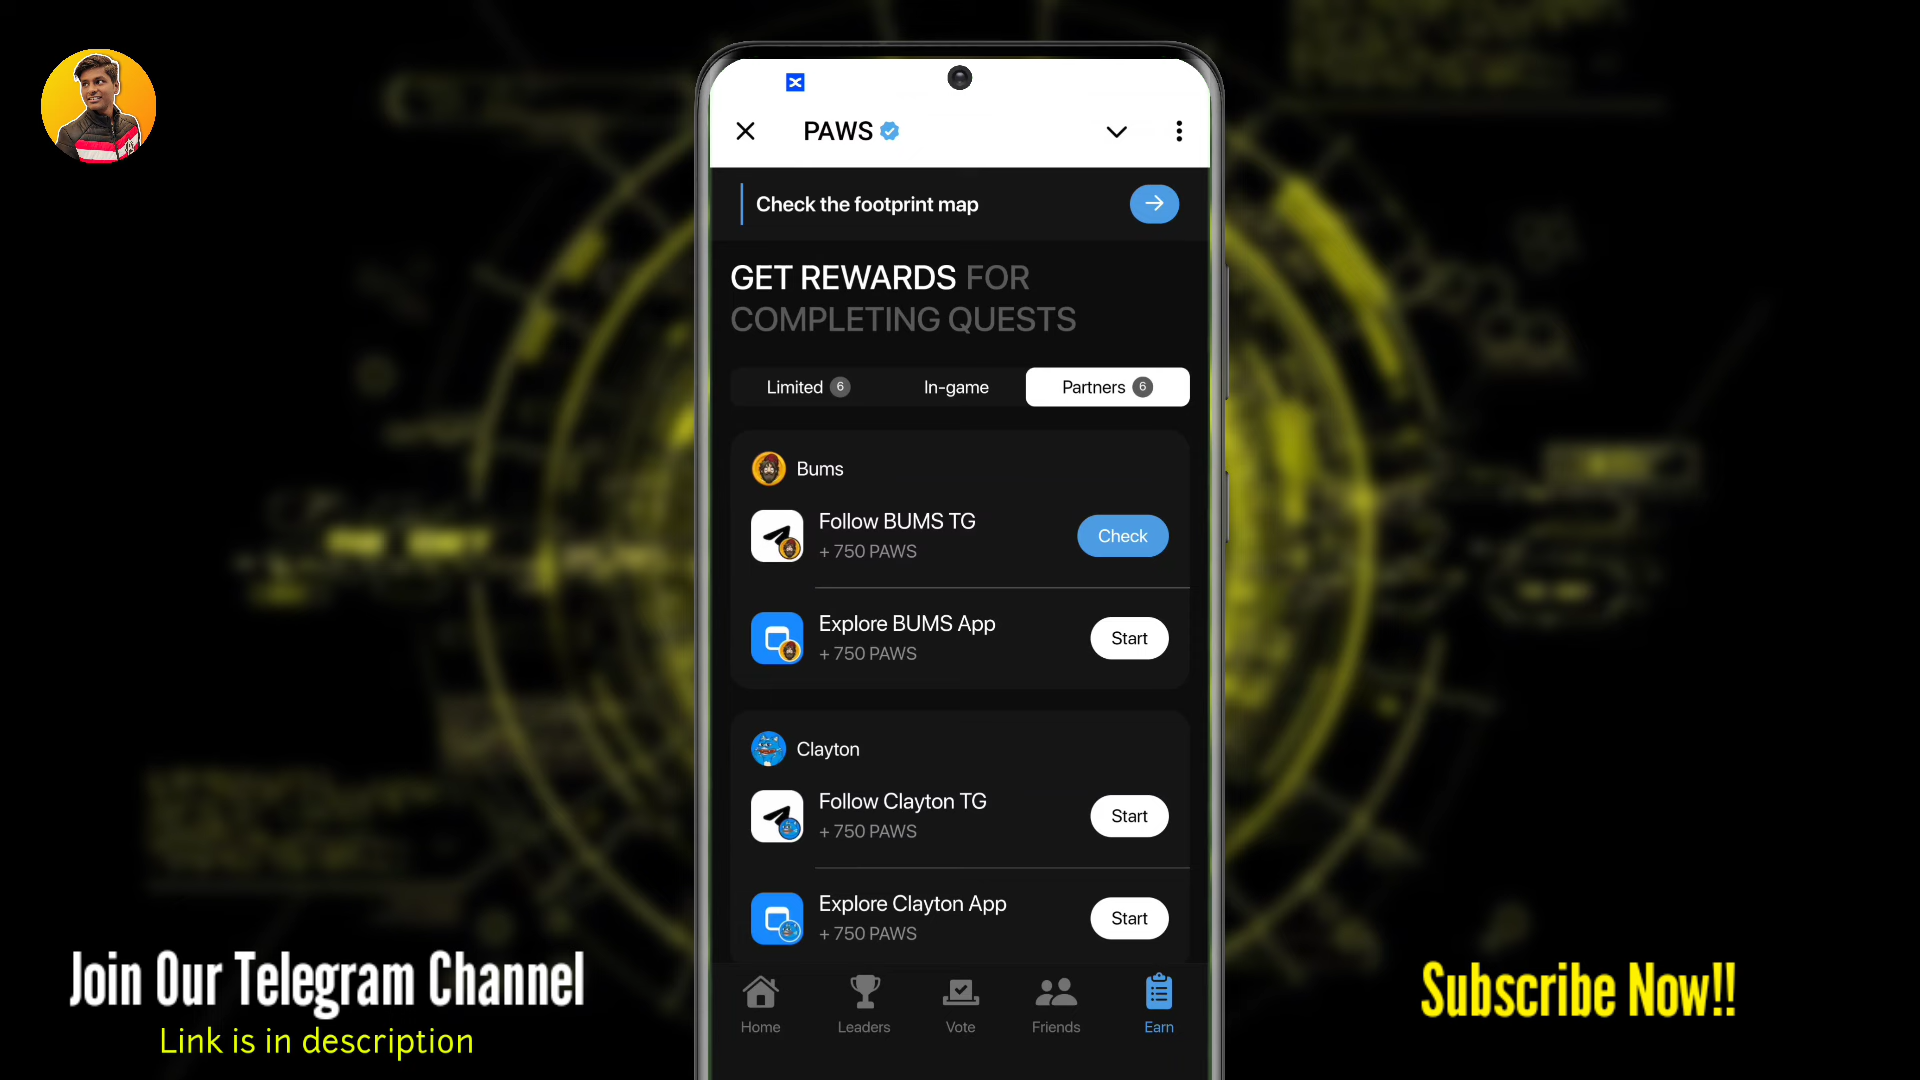 PAWS
Check the footprint map
GET REWARDS FOR
COMPLETING QUESTS
Limited 6
In-game
Partners 6
Bums
Follow BUMS TG
+ 750 PAWS
Check
Explore BUMS App
+ 750 PAWS
Start
Clayton
Follow Clayton TG
+ 750 PAWS
Start
Explore Clayton App
+ 750 PAWS
Start
Home
Leaders
Vote
Friends
Earn
Join Our Telegram Channel
Link is in description
Subscribe Now!!